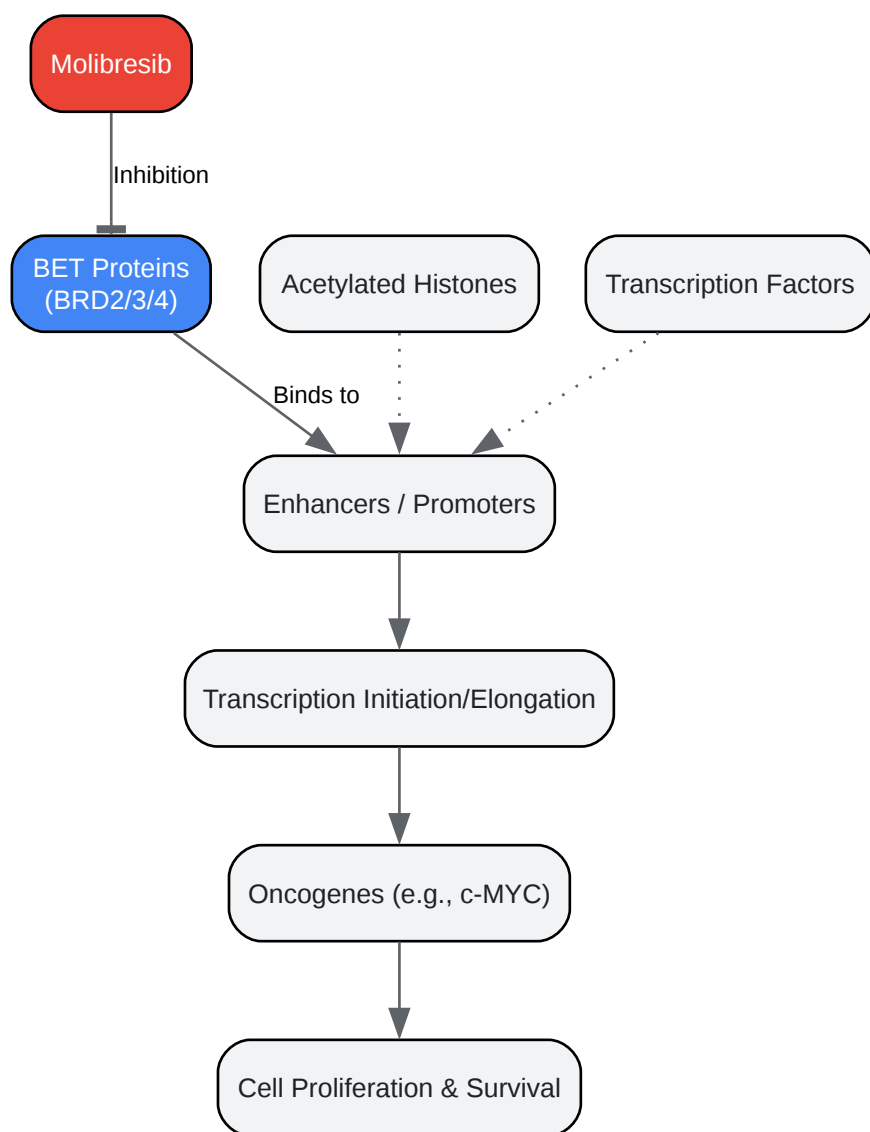 Molibresib
Inhibition
BET Proteins
(BRD2/3/4)
Acetylated Histones
Transcription Factors
Binds to
Enhancers / Promoters
Transcription Initiation/Elongation
Oncogenes (e.g., c-MYC)
Cell Proliferation & Survival